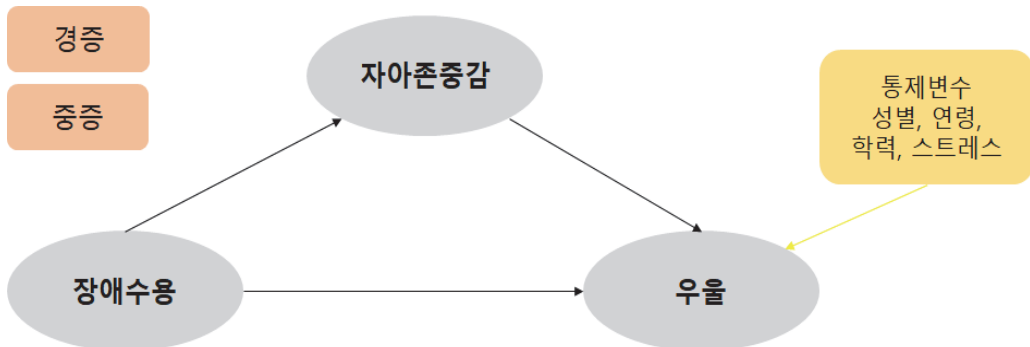 경증
중증
자아존중감
통제변수
성별, 연령,
학력, 스트레스
장애수용
우울